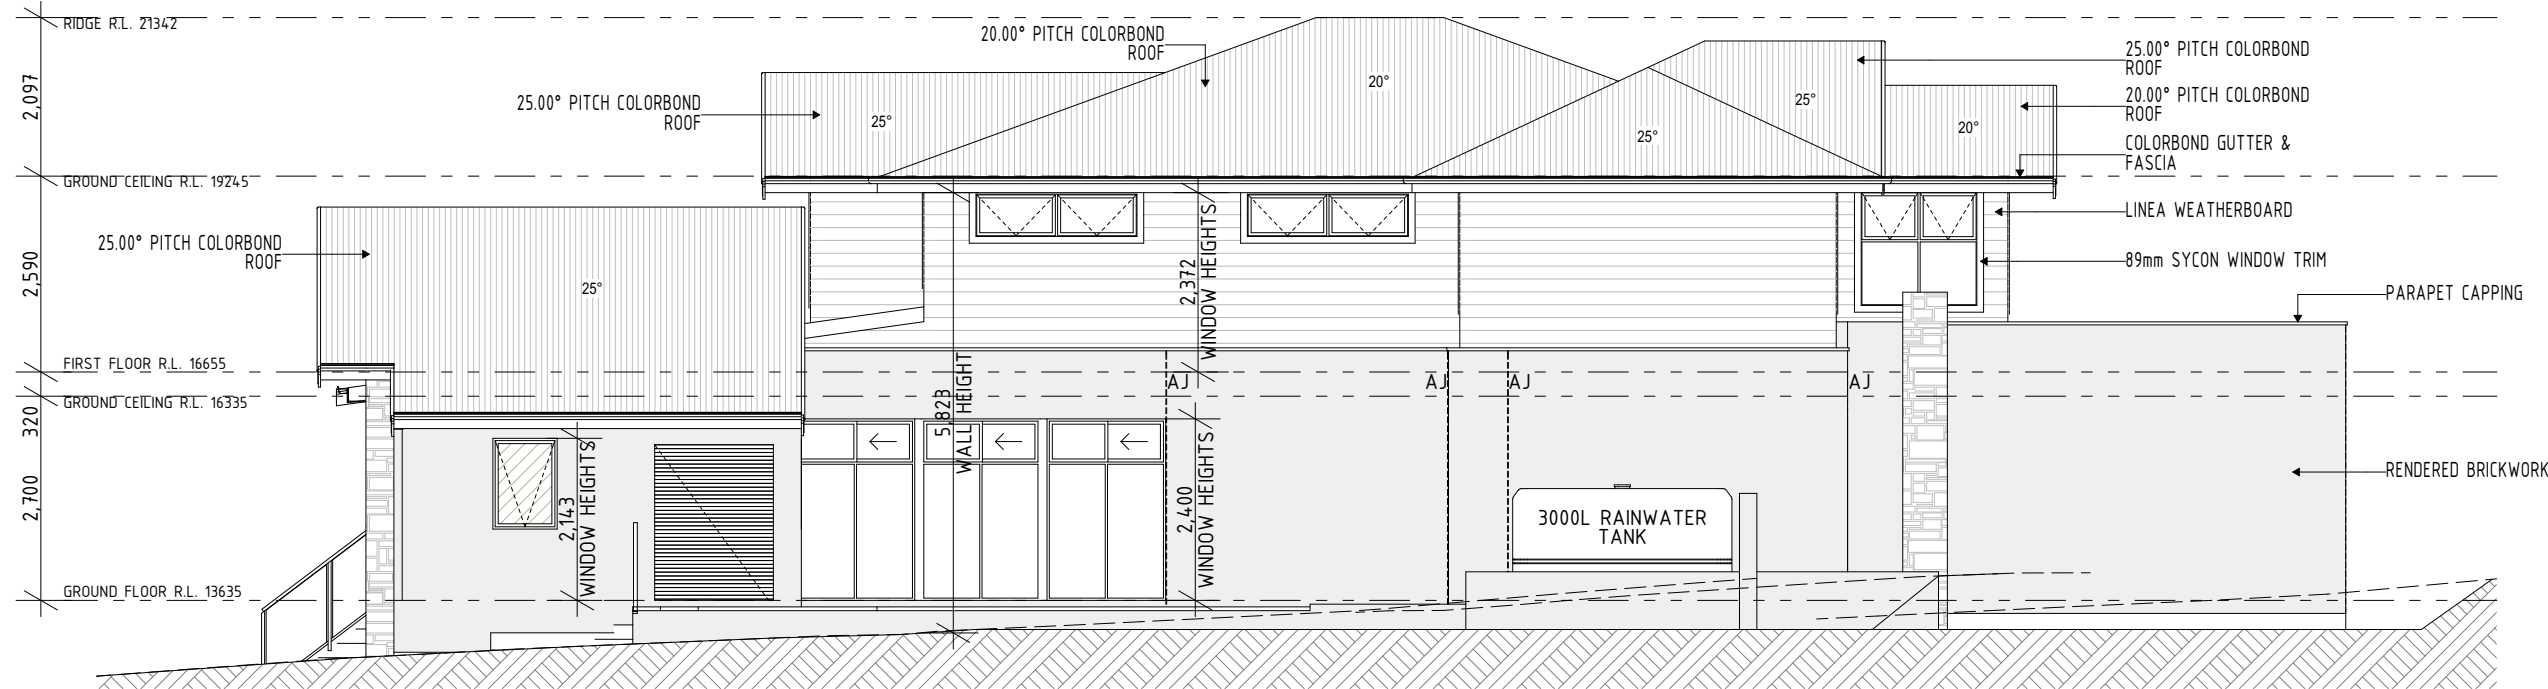 RIDGE R.L. 21342
2,097
GROUND CEILING R.L. 19245
2,590
FIRST FLOOR R.L. 16655
320
GROUND CEILING R.L. 16335
2,700
GROUND FLOOR R.L. 13635
25.00° PITCH COLORBOND
ROOF
25.00° PITCH COLORBOND
ROOF
20.00° PITCH COLORBOND
ROOF
25°
25°
20°
25°
25°
20°
25.00° PITCH COLORBOND
ROOF
20.00° PITCH COLORBOND
ROOF
COLORBOND GUTTER &
FASCIA
LINEA WEATHERBOARD
89mm SYCON WINDOW TRIM
PARAPET CAPPING
RENDERED BRICKWORK
2,143
WINDOW HEIGHTS
5,823
WALL HEIGHT
2,372
WINDOW HEIGHTS
2,400
WINDOW HEIGHTS
AJ
AJ
AJ
AJ
3000L RAINWATER
TANK